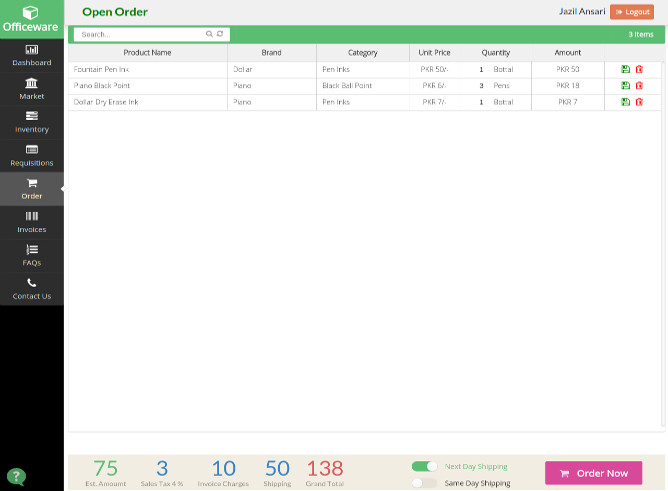 Officeware
Open Order
Jazil Ansari
Logout
Search...
3 Items
Dashboard
Market
Inventory
Requisitions
Order
Invoices
FAQs
Contact Us
Product Name Brand Category Unit Price Quantity Amount
Fountain Pen Ink Dollar Pen Inks PKR 50/- 1 Bottal PKR 50
Piano Black Point Piano Black Ball Point PKR 6/- 3 Pens PKR 18
Dollar Dry Erase Ink Piano Pen Inks PKR 7/- 1 Bottal PKR 7
75 3 10 50 138
Est. Amount Sales Tax 4% Invoice Charges Shipping Grand Total
Next Day Shipping
Same Day Shipping
Order Now
?